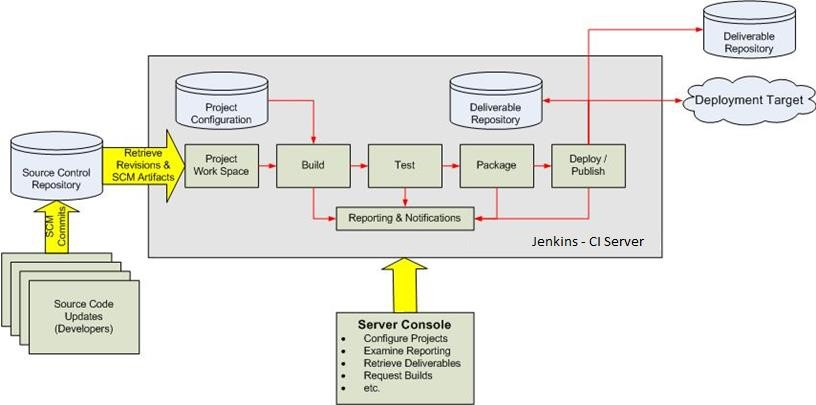 Deliverable
Repository
Deployment Target
Project
Configuration
Deliverable
Repository
Source Control
Repository
Retrieve
Revisions &
SCM Artifacts
Project
Work Space
Build
Test
Package
Deploy /
Publish
Reporting & Notifications
Jenkins - CI Server
SCM
Commits
Source Code
Updates
(Developers)
Server Console
• Configure Projects
• Examine Reporting
• Retrieve Deliverables
• Request Builds
• etc.